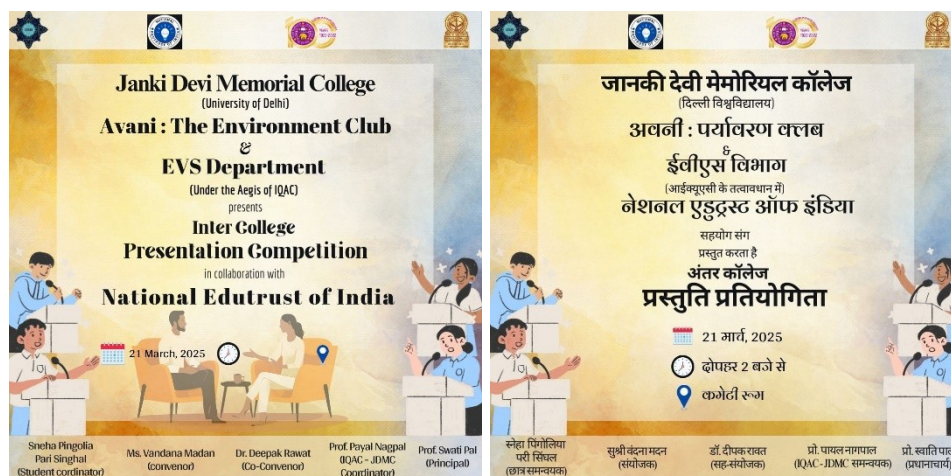 Janki Devi Memorial College
(University of Delhi)
Avani : The Environment Club
&
EVS Department
(Under the Aegis of IQAC)
presents
Inter College
Presentation Competition
in collaboration with
National Edutrust of India
21 March, 2025
Sneha Pingolia
Pari Singhal
(Student cordinator)
Ms. Vandana Madan
(convenor)
Dr. Deepak Rawat
(Co-Convenor)
Prof. Payal Nagpal
(IQAC - JDMC
Coordinator)
Prof. Swati Pal
(Principal)
जानकी देवी मेमोरियल कॉलेज
(दिल्ली विश्वविद्यालय)
अवनी : पर्यावरण क्लब
&
ईवीएस विभाग
(आईक्यूएसी के तत्वावधान में)
नेशनल एडुट्रस्ट ऑफ इंडिया
सहयोग संग
प्रस्तुत करता है
अंतर कॉलेज
प्रस्तुति प्रतियोगिता
21 मार्च, 2025
दोपहर 2 बजे से
कमेटी रूम
स्नेहा पिंगोलिया
परी सिंघल
(छात्र समन्वयक)
सुश्री वंदना मदन
(संयोजक)
डॉ. दीपक रावत
(सह-संयोजक)
प्रो. पायल नागपाल
(IQAC- JDMC समन्वयक)
प्रो. स्वाति